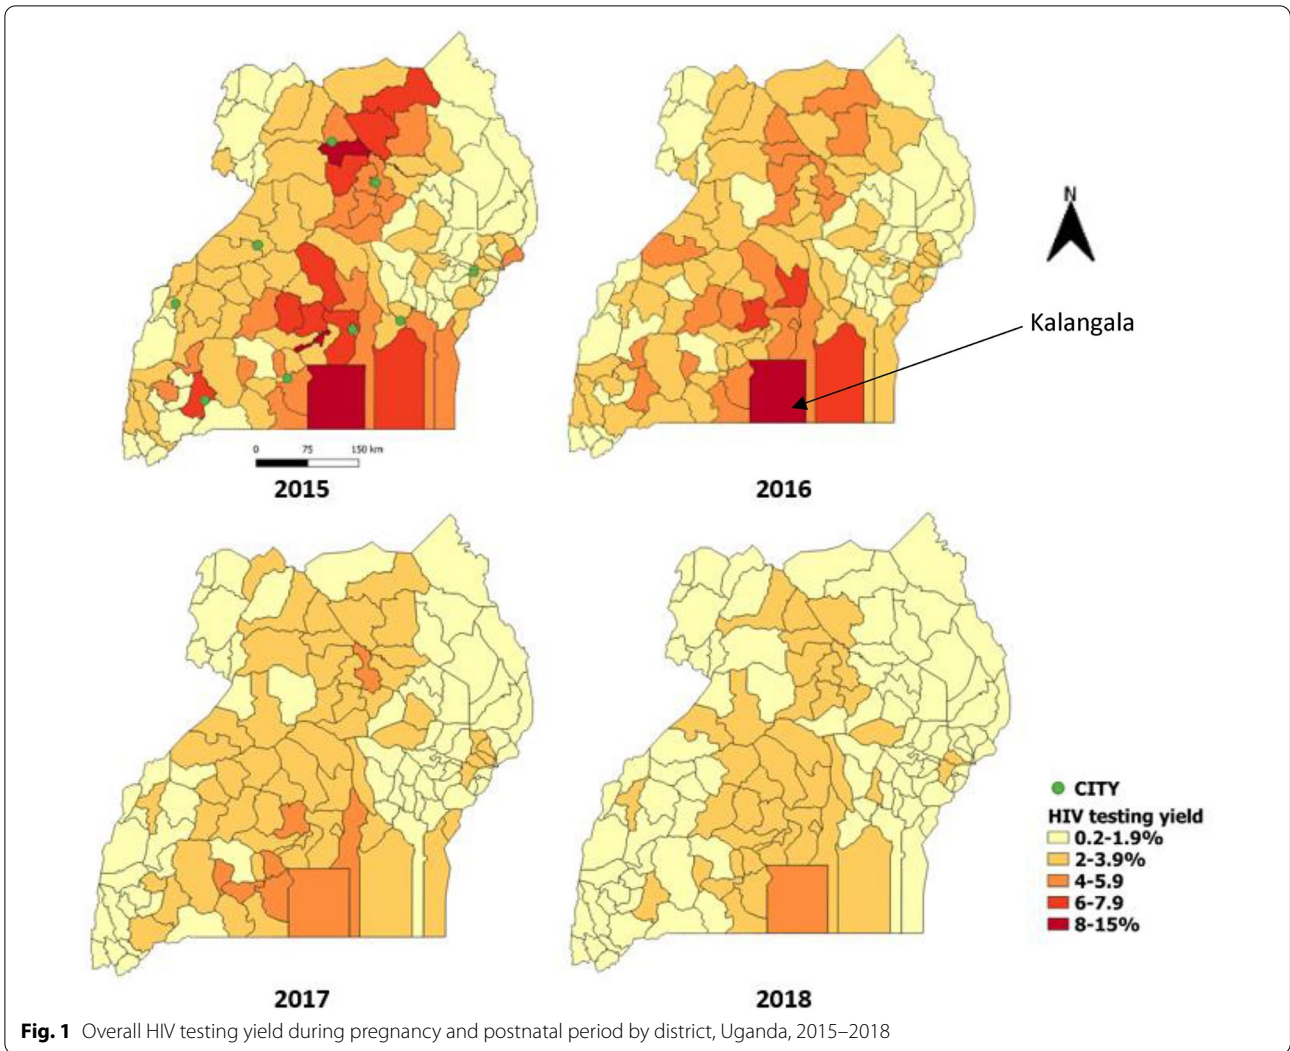 N
Kalangala
0 75 150 km
2015
2016
2017
2018
CITY
HIV testing yield
0.2-1.9%
2-3.9%
4-5.9
6-7.9
8-15%
Fig. 1 Overall HIV testing yield during pregnancy and postnatal period by district, Uganda, 2015–2018